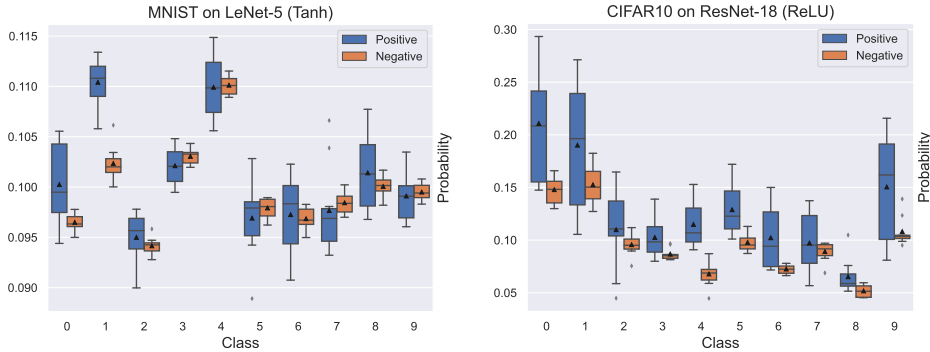 MNIST on LeNet-5 (Tanh)
0.115
0.110
0.105
0.100
0.095
0.090
Positive
Negative
0 1 2 3 4 5 6 7 8 9
Class
Probability
CIFAR10 on ResNet-18 (ReLU)
0.30
0.25
0.20
0.15
0.10
0.05
Positive
Negative
0 1 2 3 4 5 6 7 8 9
Class
Probability